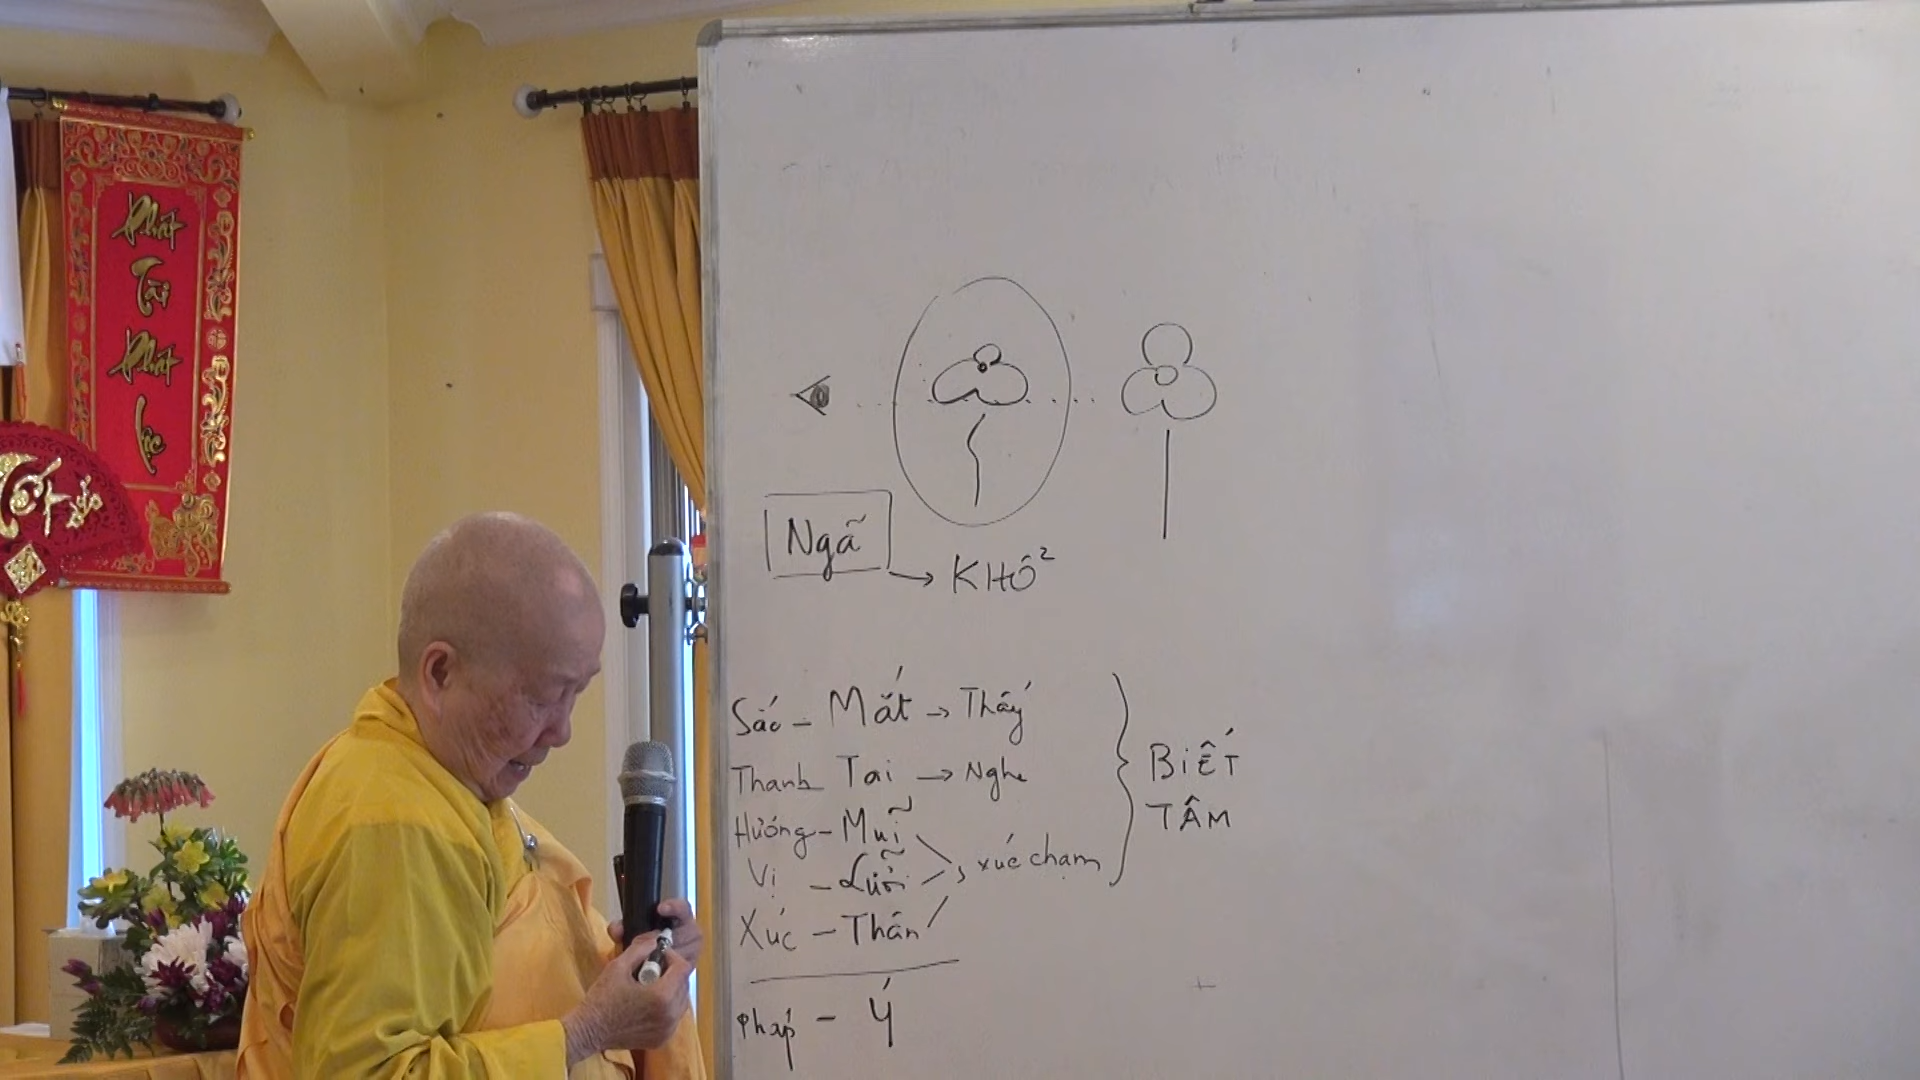 Phát
Tài
Phát
Lộc
Ngã
→ KHỔ
Sắc - Mắt → Thấy
Thanh Tai → Nghe
Hương - Mũi
Vị - Lưỡi
xúc chạm
Xúc - Thân
Pháp - Ý
BIẾT
TÂM